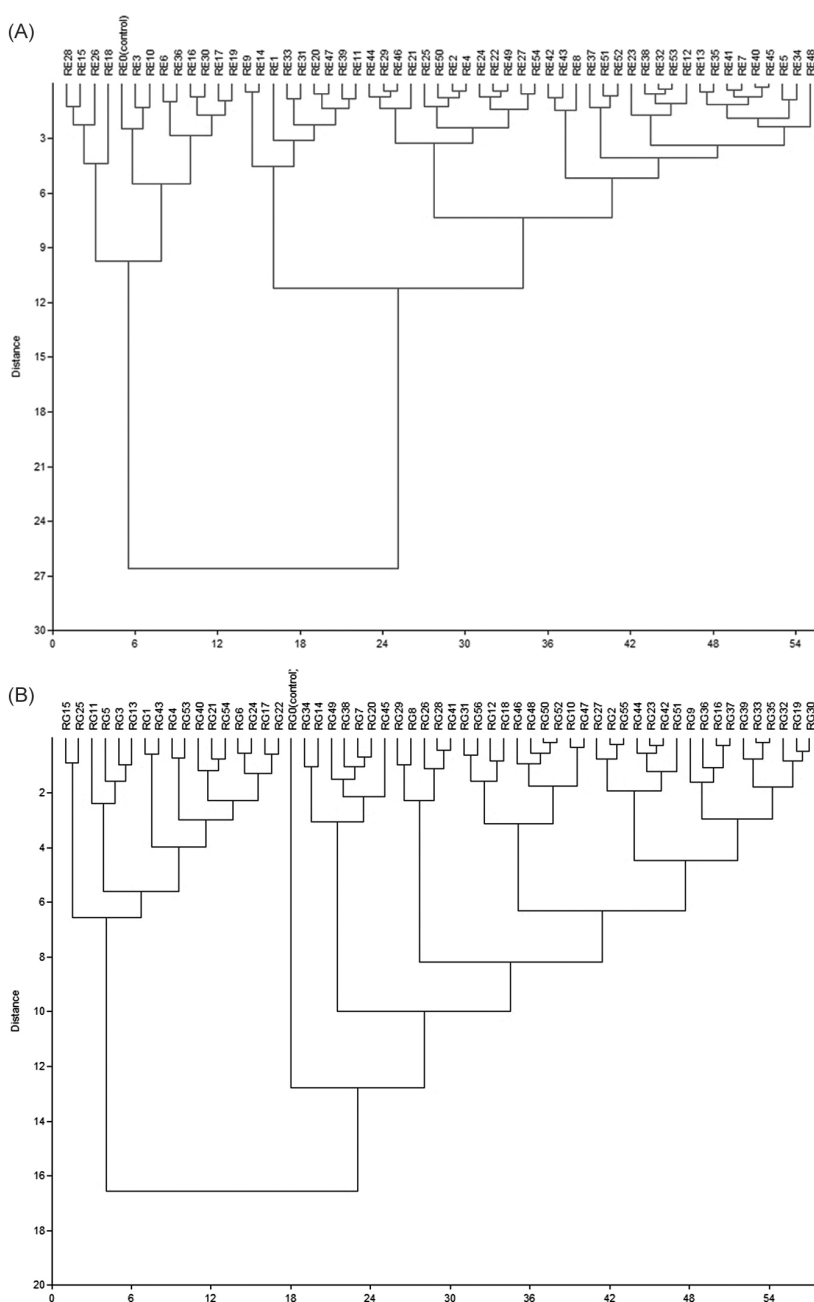 (A)
RE28 RE15 RE26 RE18 RE0(control) RE3 RE10 RE6 RE36 RE16 RE30 RE17 RE19 RE9 RE14 RE1 RE33 RE31 RE20 RE47 RE39 RE11 RE44 RE29 RE46 RE21 RE25 RE50 RE2 RE4 RE24 RE22 RE49 RE27 RE54 RE42 RE43 RE8 RE37 RE51 RE52 RE23 RE38 RE32 RE53 RE12 RE13 RE35 RE41 RE7 RE40 RE45 RE5 RE34 RE48
3
6
9
12
15
18
21
24
27
30
Distance
0 6 12 18 24 30 36 42 48 54
(B)
RG15 RG25 RG11 RG5 RG3 RG13 RG1 RG43 RG4 RG53 RG40 RG21 RG54 RG6 RG24 RG17 RG22 RG0(control) RG34 RG14 RG49 RG38 RG7 RG20 RG45 RG29 RG8 RG26 RG28 RG41 RG31 RG56 RG12 RG18 RG46 RG48 RG50 RG52 RG10 RG47 RG27 RG2 RG55 RG44 RG23 RG42 RG51 RG9 RG36 RG16 RG37 RG39 RG33 RG35 RG32 RG19 RG30
2
4
6
8
10
12
14
16
18
20
Distance
0 6 12 18 24 30 36 42 48 54